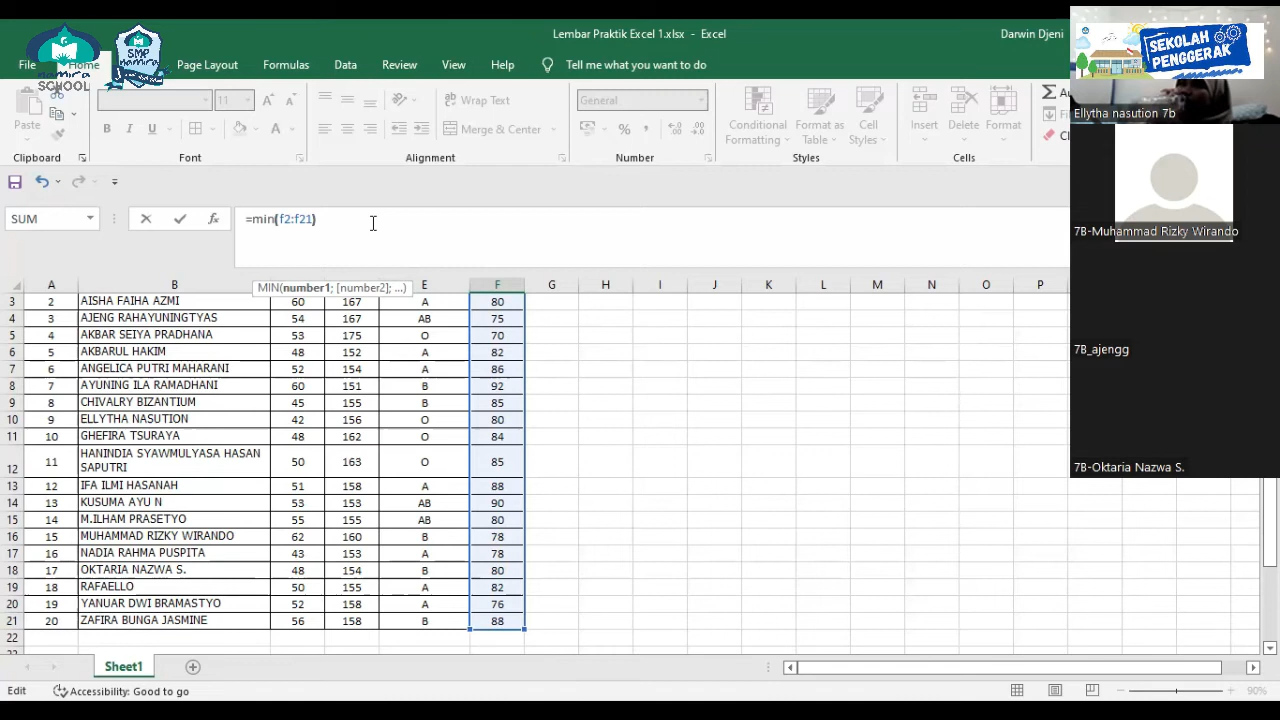 Lembar Praktik Excel 1.xlsx - Excel
Darwin Djeni
SMP
SCHOOL
SEKOLAH
PENGGERAK
File Home Page Layout Formulas Data Review View Help Tell me what you want to do
11 Wrap Text General
Paste B I U Merge & Center % Conditional Formatting Format as Table Cell Styles Insert Delete Format
Clipboard Font Alignment Number Styles Cells
SUM fx =min(f2:f21)
MIN(number1; [number2]; ...)
A B E F G H I J K L M N O P
3 2 AISHA FAIHA AZMI 60 167 A 80
4 3 AJENG RAHAYUNINGTYAS 54 167 AB 75
5 4 AKBAR SEIYA PRADHANA 53 175 O 70
6 5 AKBARUL HAKIM 48 152 A 82
7 6 ANGELICA PUTRI MAHARANI 52 154 A 86
8 7 AYUNING ILA RAMADHANI 60 151 B 92
9 8 CHIVALRY BIZANTIUM 45 155 B 85
10 9 ELLYTHA NASUTION 42 156 O 80
11 10 GHEFIRA TSURAYA 48 162 O 84
12 11 HANINDIA SYAWMULYASA HASAN
SAPUTRI 50 163 O 85
13 12 IFA ILMI HASANAH 51 158 A 88
14 13 KUSUMA AYU N 53 153 AB 90
15 14 M.ILHAM PRASETYO 55 155 AB 80
16 15 MUHAMMAD RIZKY WIRANDO 62 160 B 78
17 16 NADIA RAHMA PUSPITA 43 153 A 78
18 17 OKTARIA NAZWA S. 48 154 B 80
19 18 RAFAELLO 50 155 A 82
20 19 YANUAR DWI BRAMASTYO 52 158 A 76
21 20 ZAFIRA BUNGA JASMINE 56 158 B 88
22
Sheet1
Edit Accessibility: Good to go 90%
Ellytha nasution 7b
7B-Muhammad Rizky Wirando
7B_ajengg
7B-Oktaria Nazwa S.